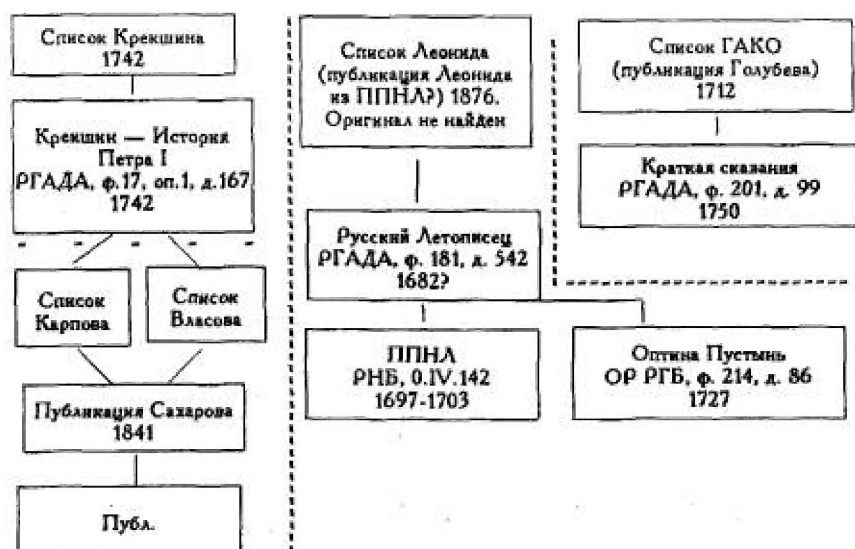 Список Крекшина
1742
Крекшин — История
Петра I
РГАДА, ф.17, оп.1, д.167
1742
Список
Карпова
Список
Власова
Публикация Сахарова
1841
Публ.
Список Леонида
(публикация Леонида
из ППНЛ?) 1876.
Оригинал не найден
Русский Летописец
РГАДА, ф. 181, д. 542
1682?
ППНЛ
РНБ, 0.IV.142
1697-1703
Оптина Пустынь
ОР РГБ, ф. 214, д. 86
1727
Список ГАКО
(публикация Голубева)
1712
Краткая сказания
РГАДА, ф. 201, д. 99
1750